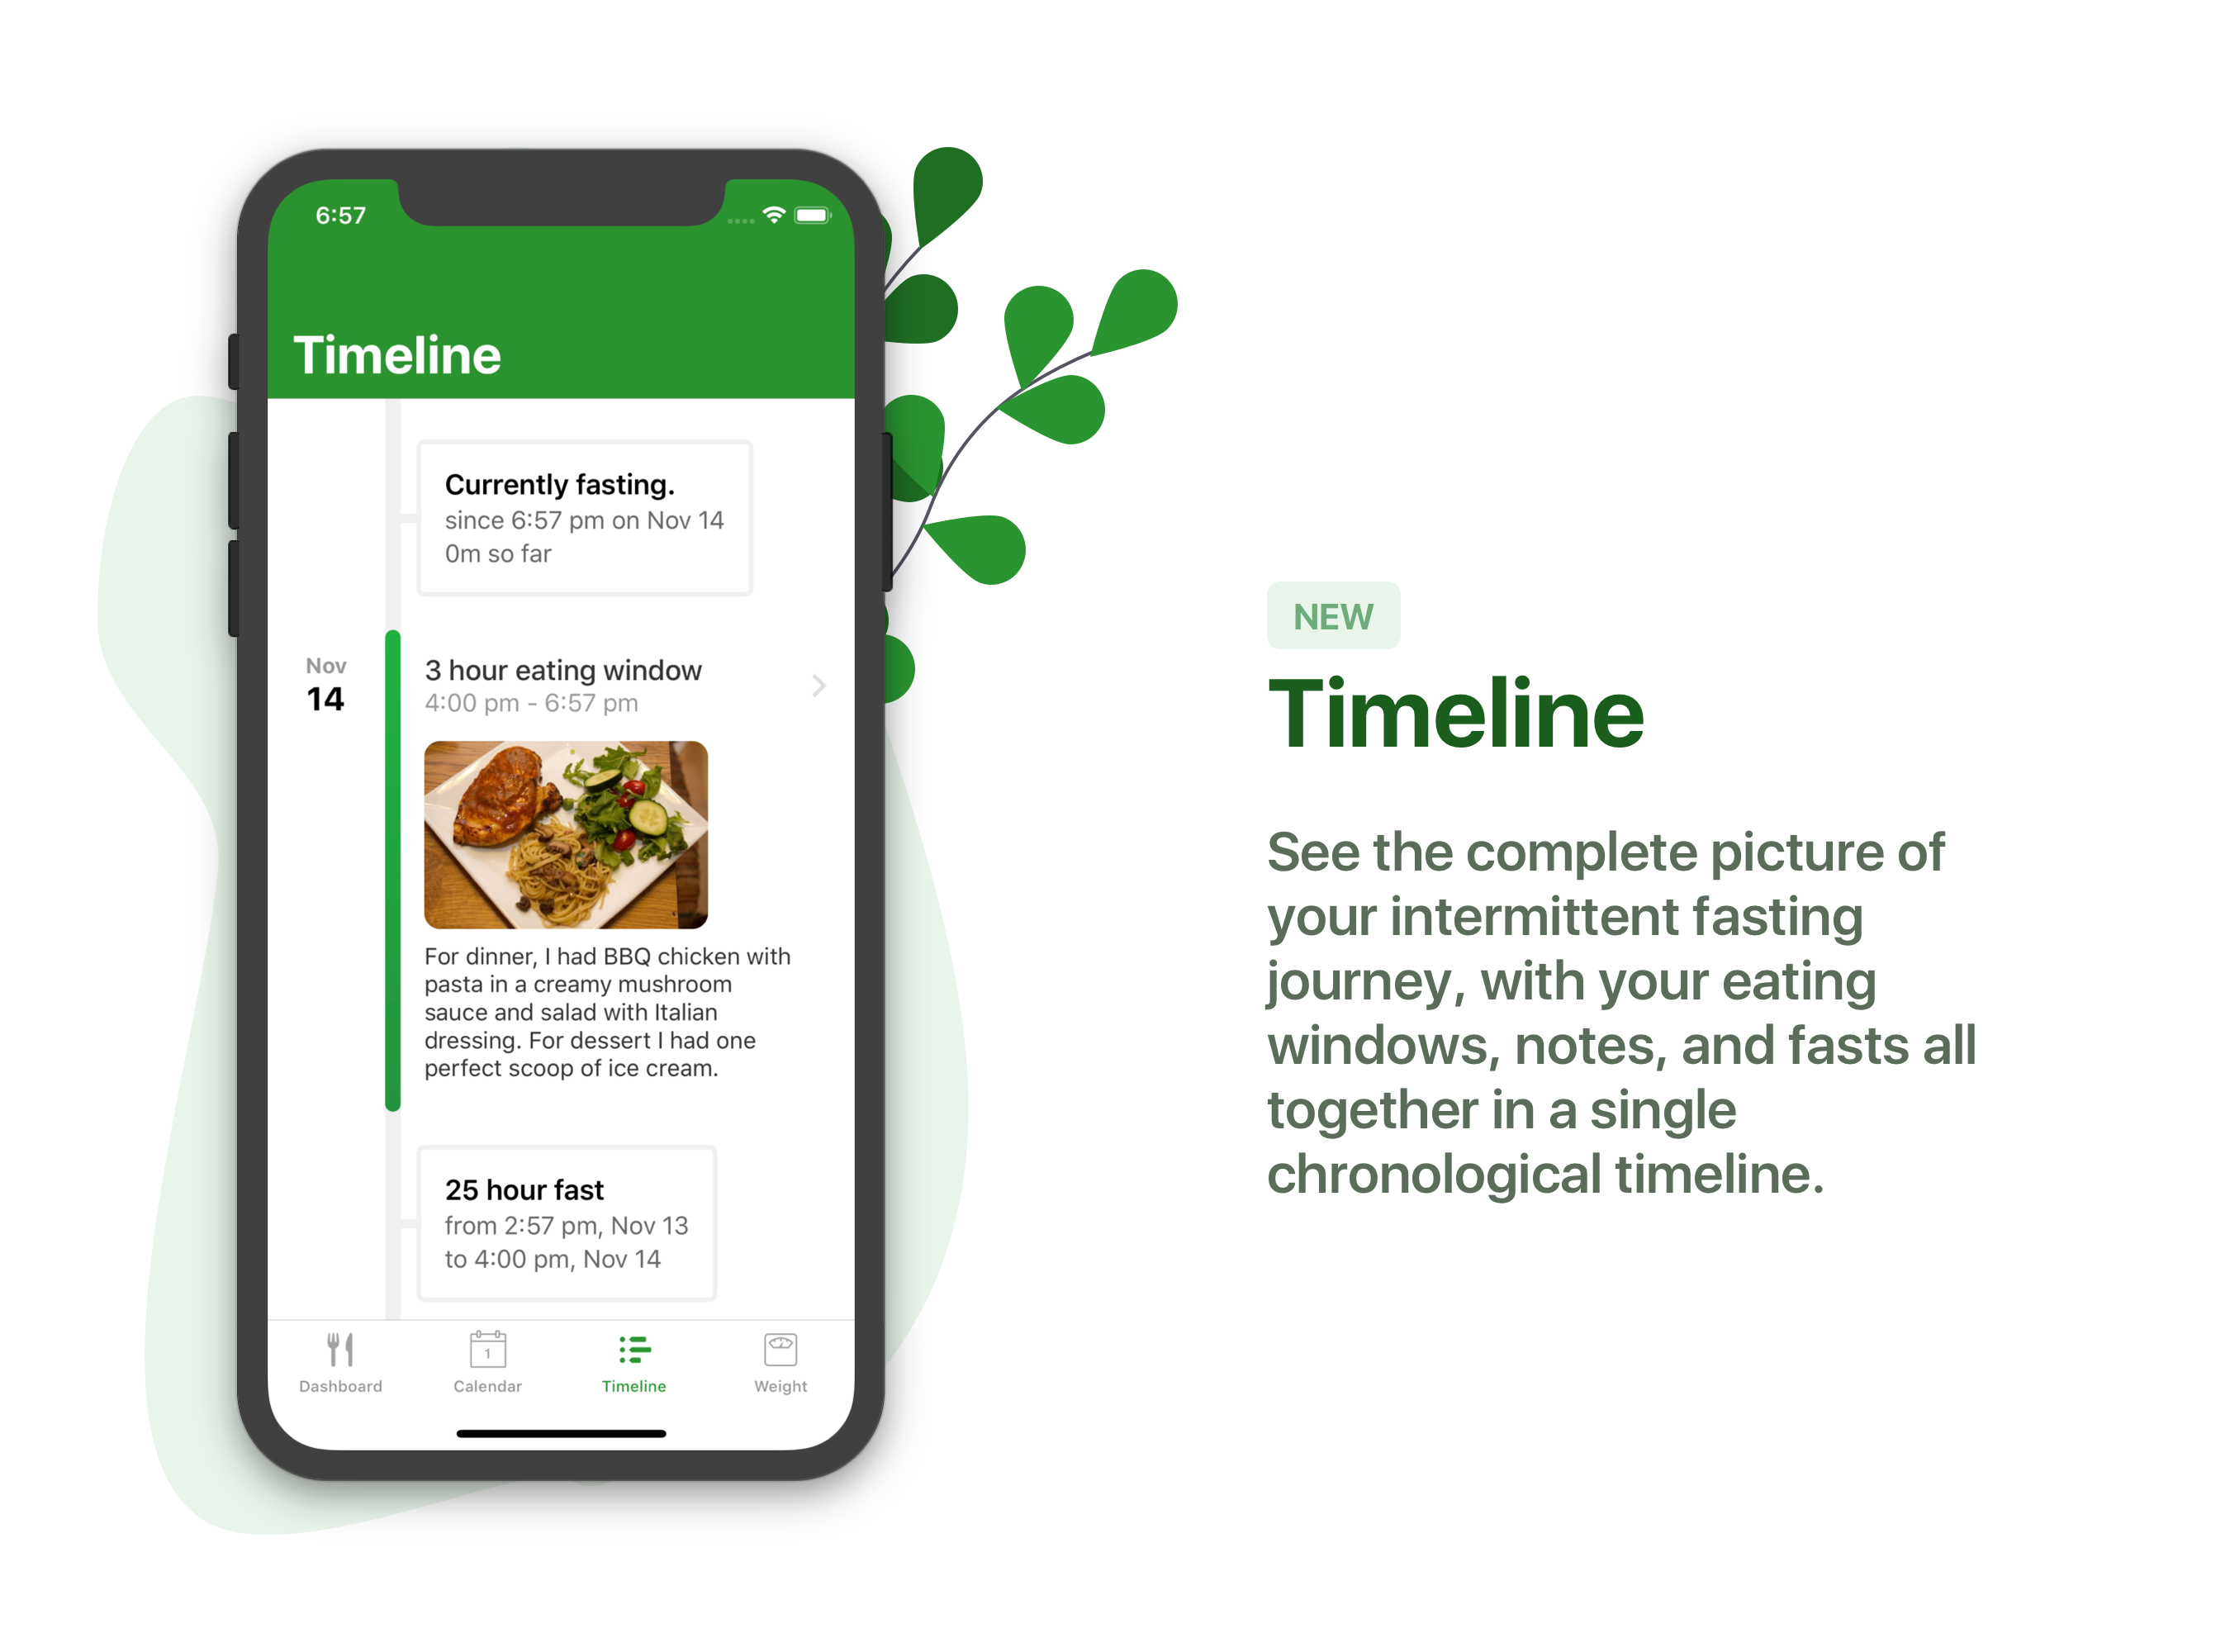 6:57
Timeline
Currently fasting.
since 6:57 pm on Nov 14
0m so far
Nov
14
3 hour eating window
4:00 pm - 6:57 pm
For dinner, I had BBQ chicken with
pasta in a creamy mushroom
sauce and salad with Italian
dressing. For dessert I had one
perfect scoop of ice cream.
25 hour fast
from 2:57 pm, Nov 13
to 4:00 pm, Nov 14
1
Dashboard
Calendar
Timeline
Weight
NEW
Timeline
See the complete picture of
your intermittent fasting
journey, with your eating
windows, notes, and fasts all
together in a single
chronological timeline.